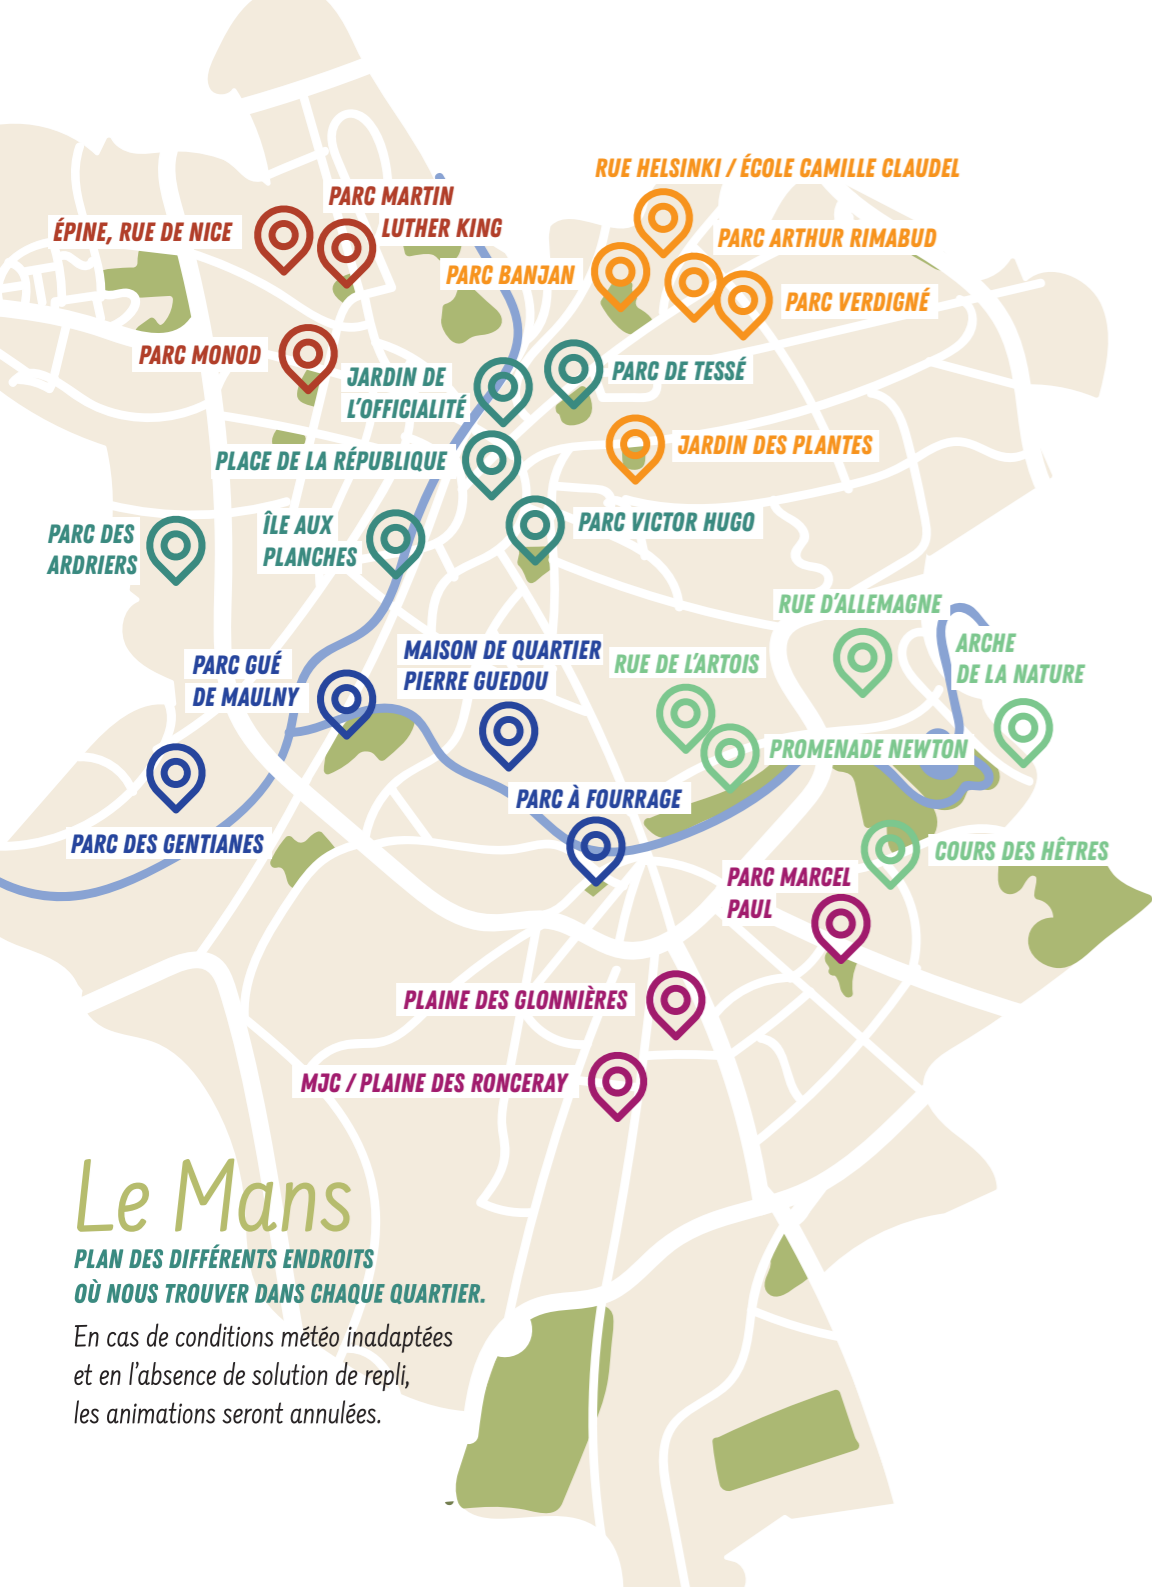 RUE HELSINKI / ÉCOLE CAMILLE CLAUDEL
PARC MARTIN
LUTHER KING
ÉPINE, RUE DE NICE
PARC ARTHUR RIMABUD
PARC BANJAN
PARC VERDIGNÉ
PARC MONOD
JARDIN DE
L'OFFICIALITÉ
PARC DE TESSÉ
JARDIN DES PLANTES
PLACE DE LA RÉPUBLIQUE
PARC DES
ARDRIERS
ÎLE AUX
PLANCHES
PARC VICTOR HUGO
RUE D'ALLEMAGNE
ARCHE
DE LA NATURE
MAISON DE QUARTIER
PIERRE GUEDOU
RUE DE L'ARTOIS
PARC GUÉ
DE MAULNY
PROMENADE NEWTON
PARC À FOURRAGE
PARC DES GENTIANES
COURS DES HÊTRES
PARC MARCEL
PAUL
PLAINE DES GLONNIÈRES
MJC / PLAINE DES RONCERAY
Le Mans
PLAN DES DIFFÉRENTS ENDROITS
OÙ NOUS TROUVER DANS CHAQUE QUARTIER.
En cas de conditions météo inadaptées
et en l'absence de solution de repli,
les animations seront annulées.